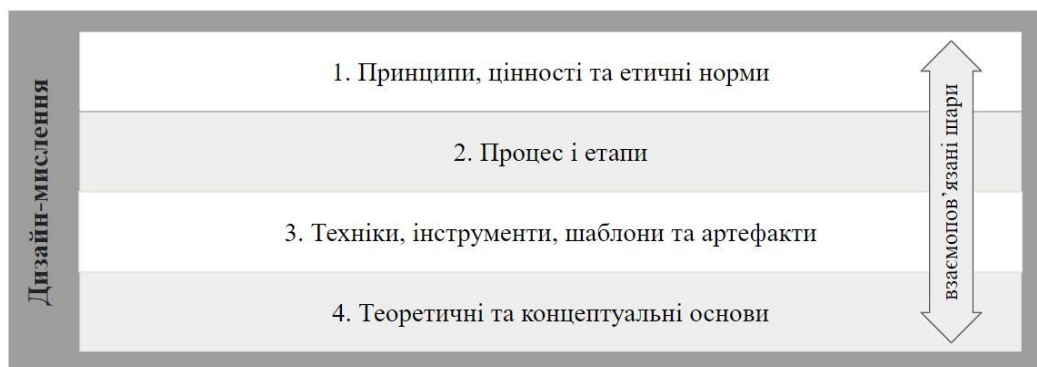 Дизайн-мислення
1. Принципи, цінності та етичні норми
2. Процес і етапи
3. Техніки, інструменти, шаблони та артефакти
4. Теоретичні та концептуальні основи
взаємопов’язані шари